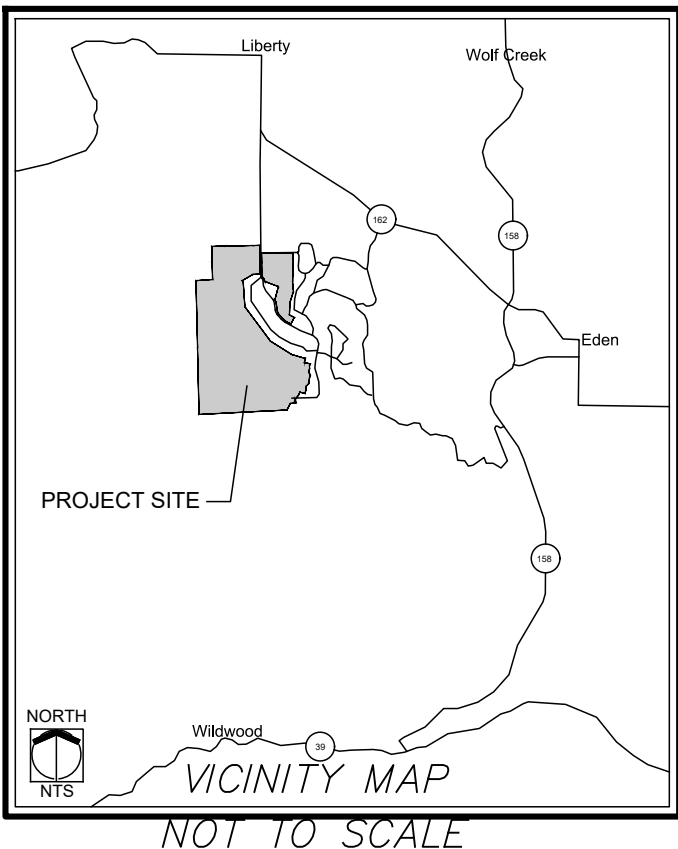 Liberty
Wolf Creek
162
158
Eden
PROJECT SITE
158
NORTH
NTS
Wildwood
39
VICINITY MAP
NOT TO SCALE